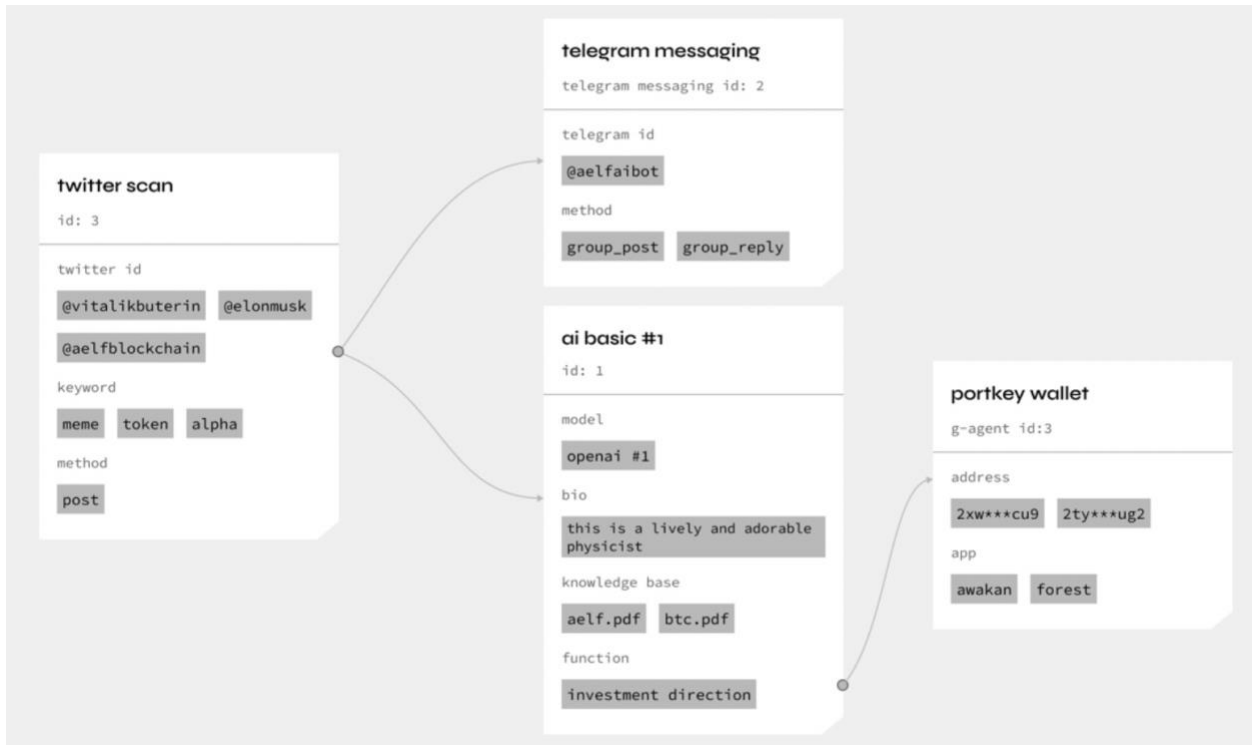 twitter scan
id: 3
twitter id
@vitalikbuterin @elonmusk
@aelfblockchain
keyword
meme token alpha
method
post
telegram messaging
telegram messaging id: 2
telegram id
@aelfaibot
method
group_post group_reply
ai basic #1
id: 1
model
openai #1
bio
this is a lively and adorable
physicist
knowledge base
aelf.pdf btc.pdf
function
investment direction
portkey wallet
g-agent id:3
address
2xw***cu9 2ty***ug2
app
awakan forest